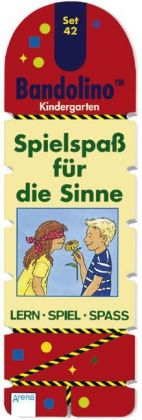 Set
42
Bandolino™
Kindergarten
Spielspaß
für
die Sinne
LERN · SPIEL · SPASS
Arena